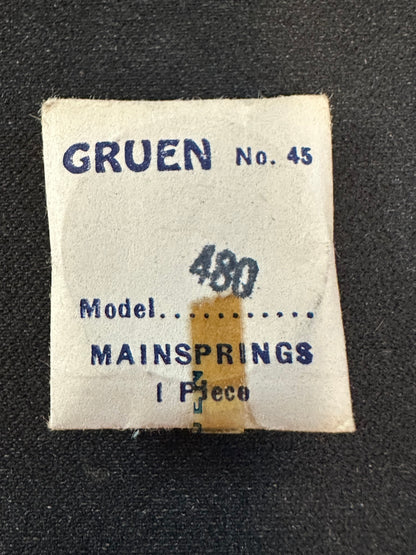 GRUEN No. 45
480
Model............
MAINSPRINGS
1 Piece